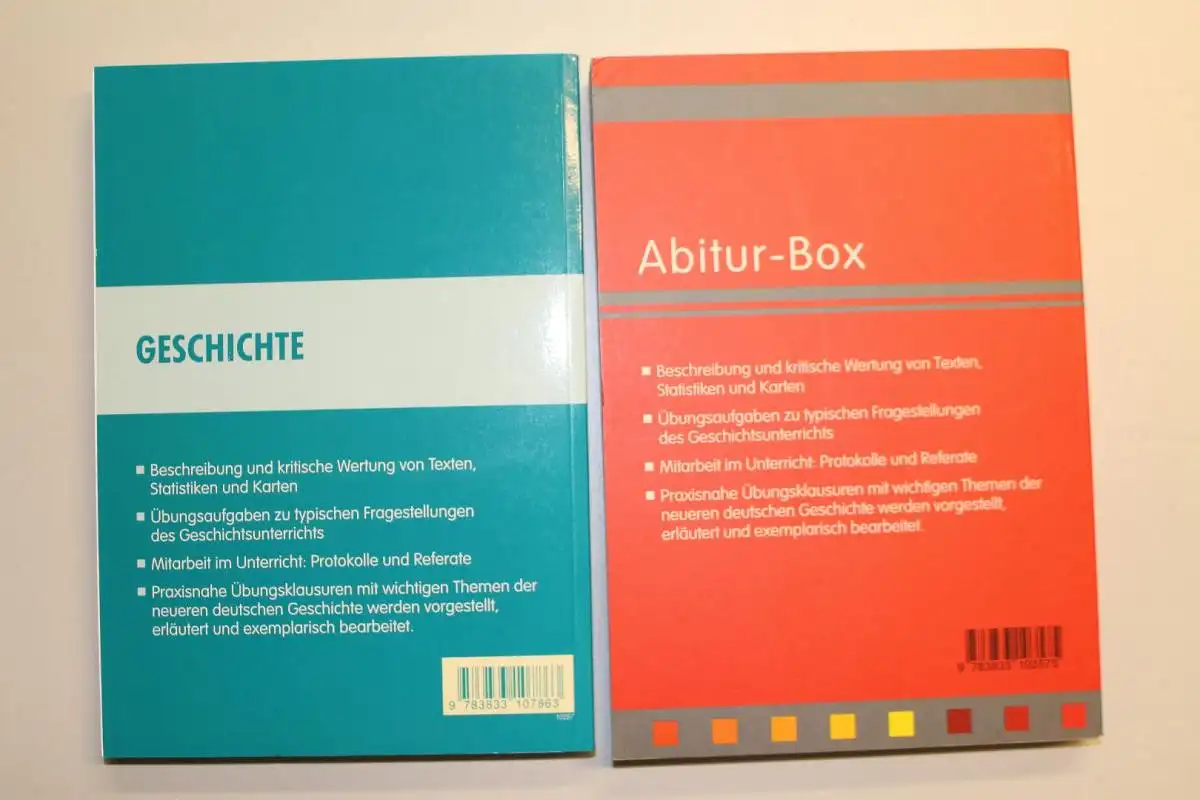 GESCHICHTE
Beschreibung und kritische Wertung von Texten,
Statistiken und Karten
Übungsaufgaben zu typischen Fragestellungen
des Geschichtsunterrichts
Mitarbeit im Unterricht: Protokolle und Referate
Praxisnahe Übungsklausuren mit wichtigen Themen der
neueren deutschen Geschichte werden vorgestellt,
erläutert und exemplarisch bearbeitet.
9 783833 107863
Abitur-Box
Beschreibung und kritische Wertung von Texten,
Statistiken und Karten
Übungsaufgaben zu typischen Fragestellungen
des Geschichtsunterrichts
Mitarbeit im Unterricht: Protokolle und Referate
Praxisnahe Übungsklausuren mit wichtigen Themen der
neueren deutschen Geschichte werden vorgestellt,
erläutert und exemplarisch bearbeitet.
9 783833